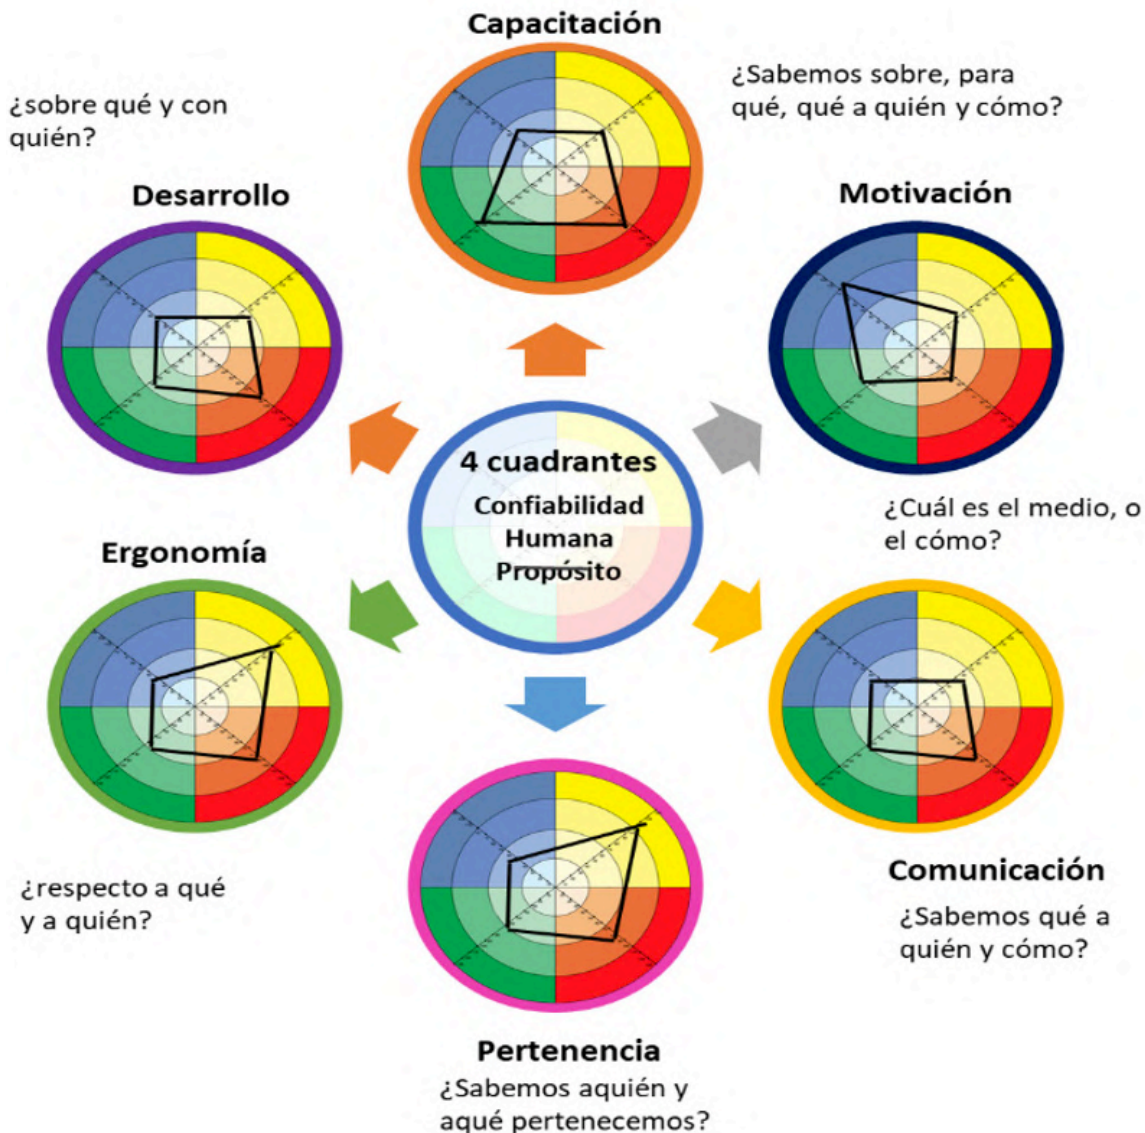 Capacitación
¿Sabemos sobre, para
qué, qué a quién y cómo?
¿sobre qué y con
quién?
Desarrollo
Motivación
4 cuadrantes
Confiabilidad
Humana
Propósito
¿Cuál es el medio, o
el cómo?
Ergonomía
¿respecto a qué
y a quién?
Comunicación
¿Sabemos qué a
quién y cómo?
Pertenencia
¿Sabemos aquién y
aqué pertenecemos?